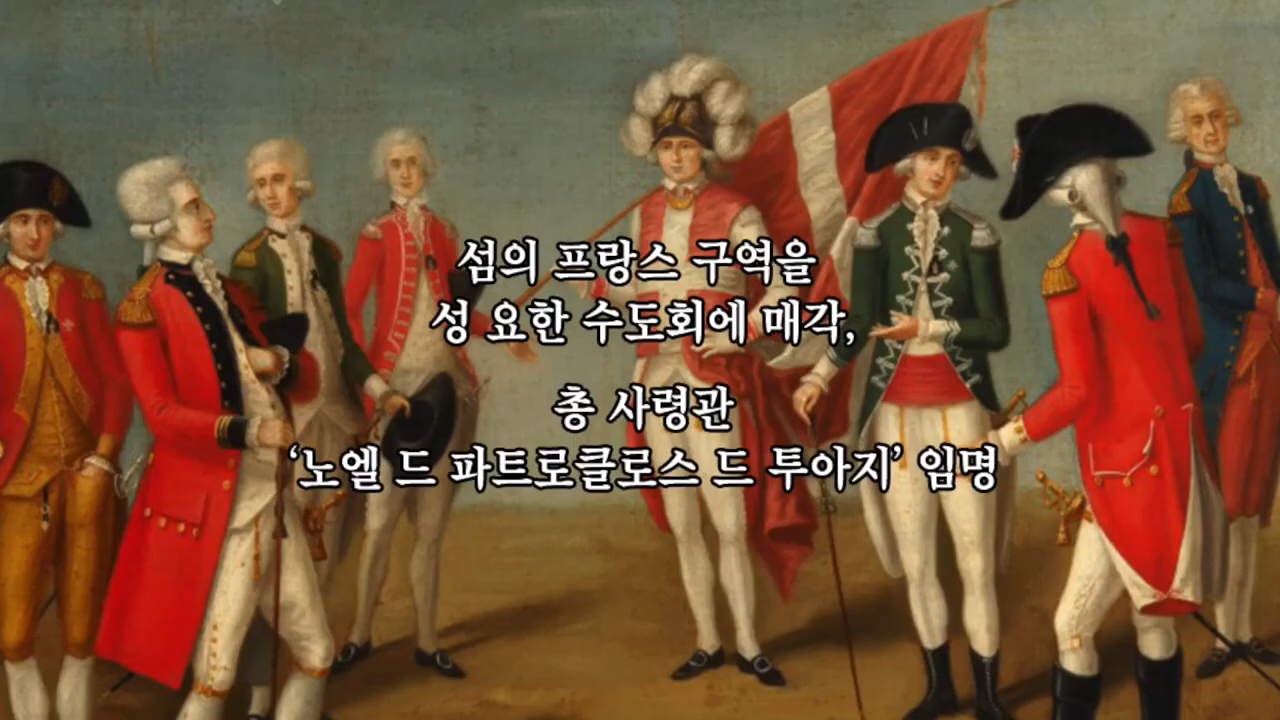 섬의 프랑스 구역을
성 요한 수도회에 매각,
총 사령관
‘노엘 드 파트로클로스 드 투아지’ 임명